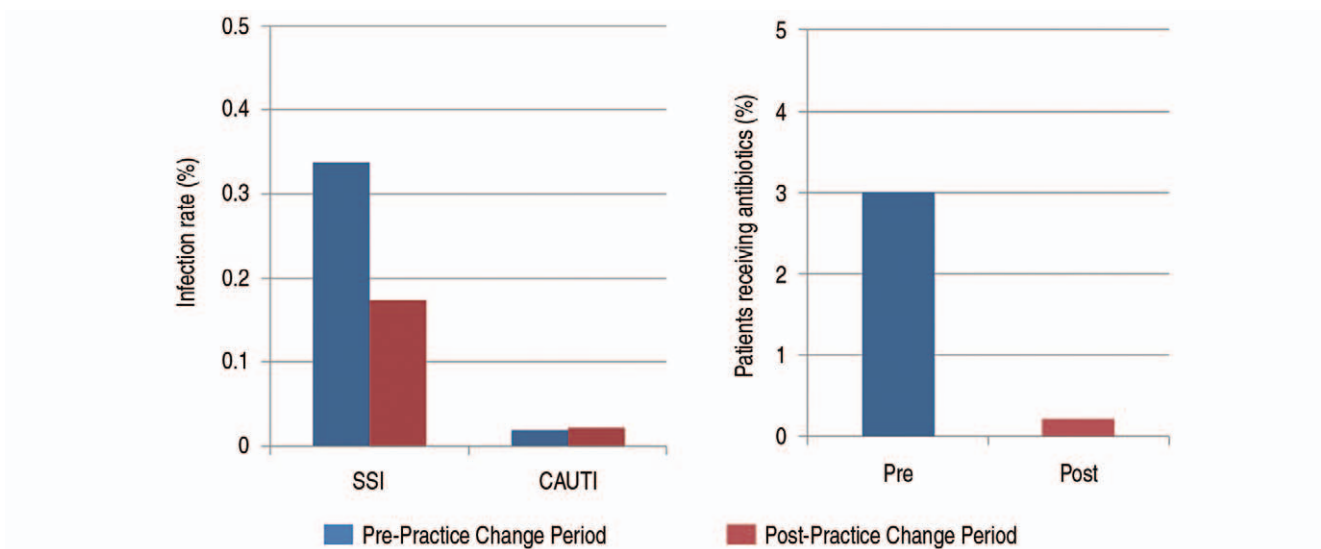 Infection rate (%)
0.5
0.4
0.3
0.2
0.1
0
SSI CAUTI
Patients receiving antibiotics (%)
5
4
3
2
1
0
Pre Post
Pre-Practice Change Period Post-Practice Change Period